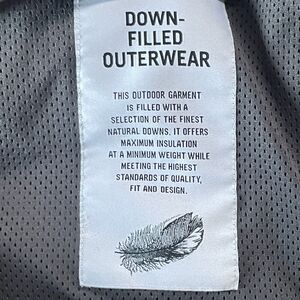 DOWN-
FILLED
OUTERWEAR
THIS OUTDOOR GARMENT
IS FILLED WITH A
SELECTION OF THE FINEST
NATURAL DOWNS. IT OFFERS
MAXIMUM INSULATION
AT A MINIMUM WEIGHT WHILE
MEETING THE HIGHEST
STANDARDS OF QUALITY,
FIT AND DESIGN.